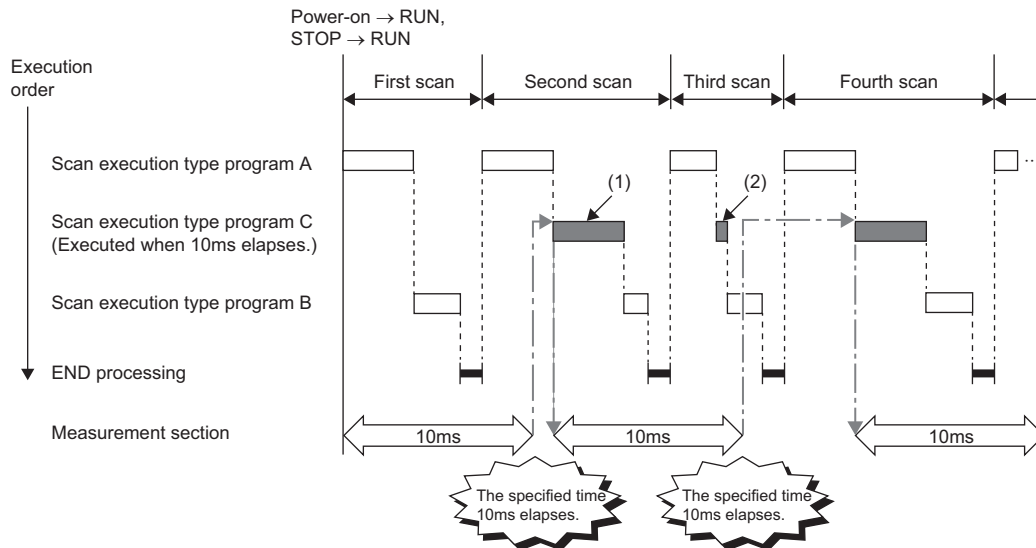 Power-on → RUN,
STOP → RUN
Execution
order
First scan
Second scan
Third scan
Fourth scan
Scan execution type program A
...
(1)
(2)
Scan execution type program C
(Executed when 10ms elapses.)
Scan execution type program B
END processing
Measurement section
10ms
10ms
10ms
The specified time
10ms elapses.
The specified time
10ms elapses.